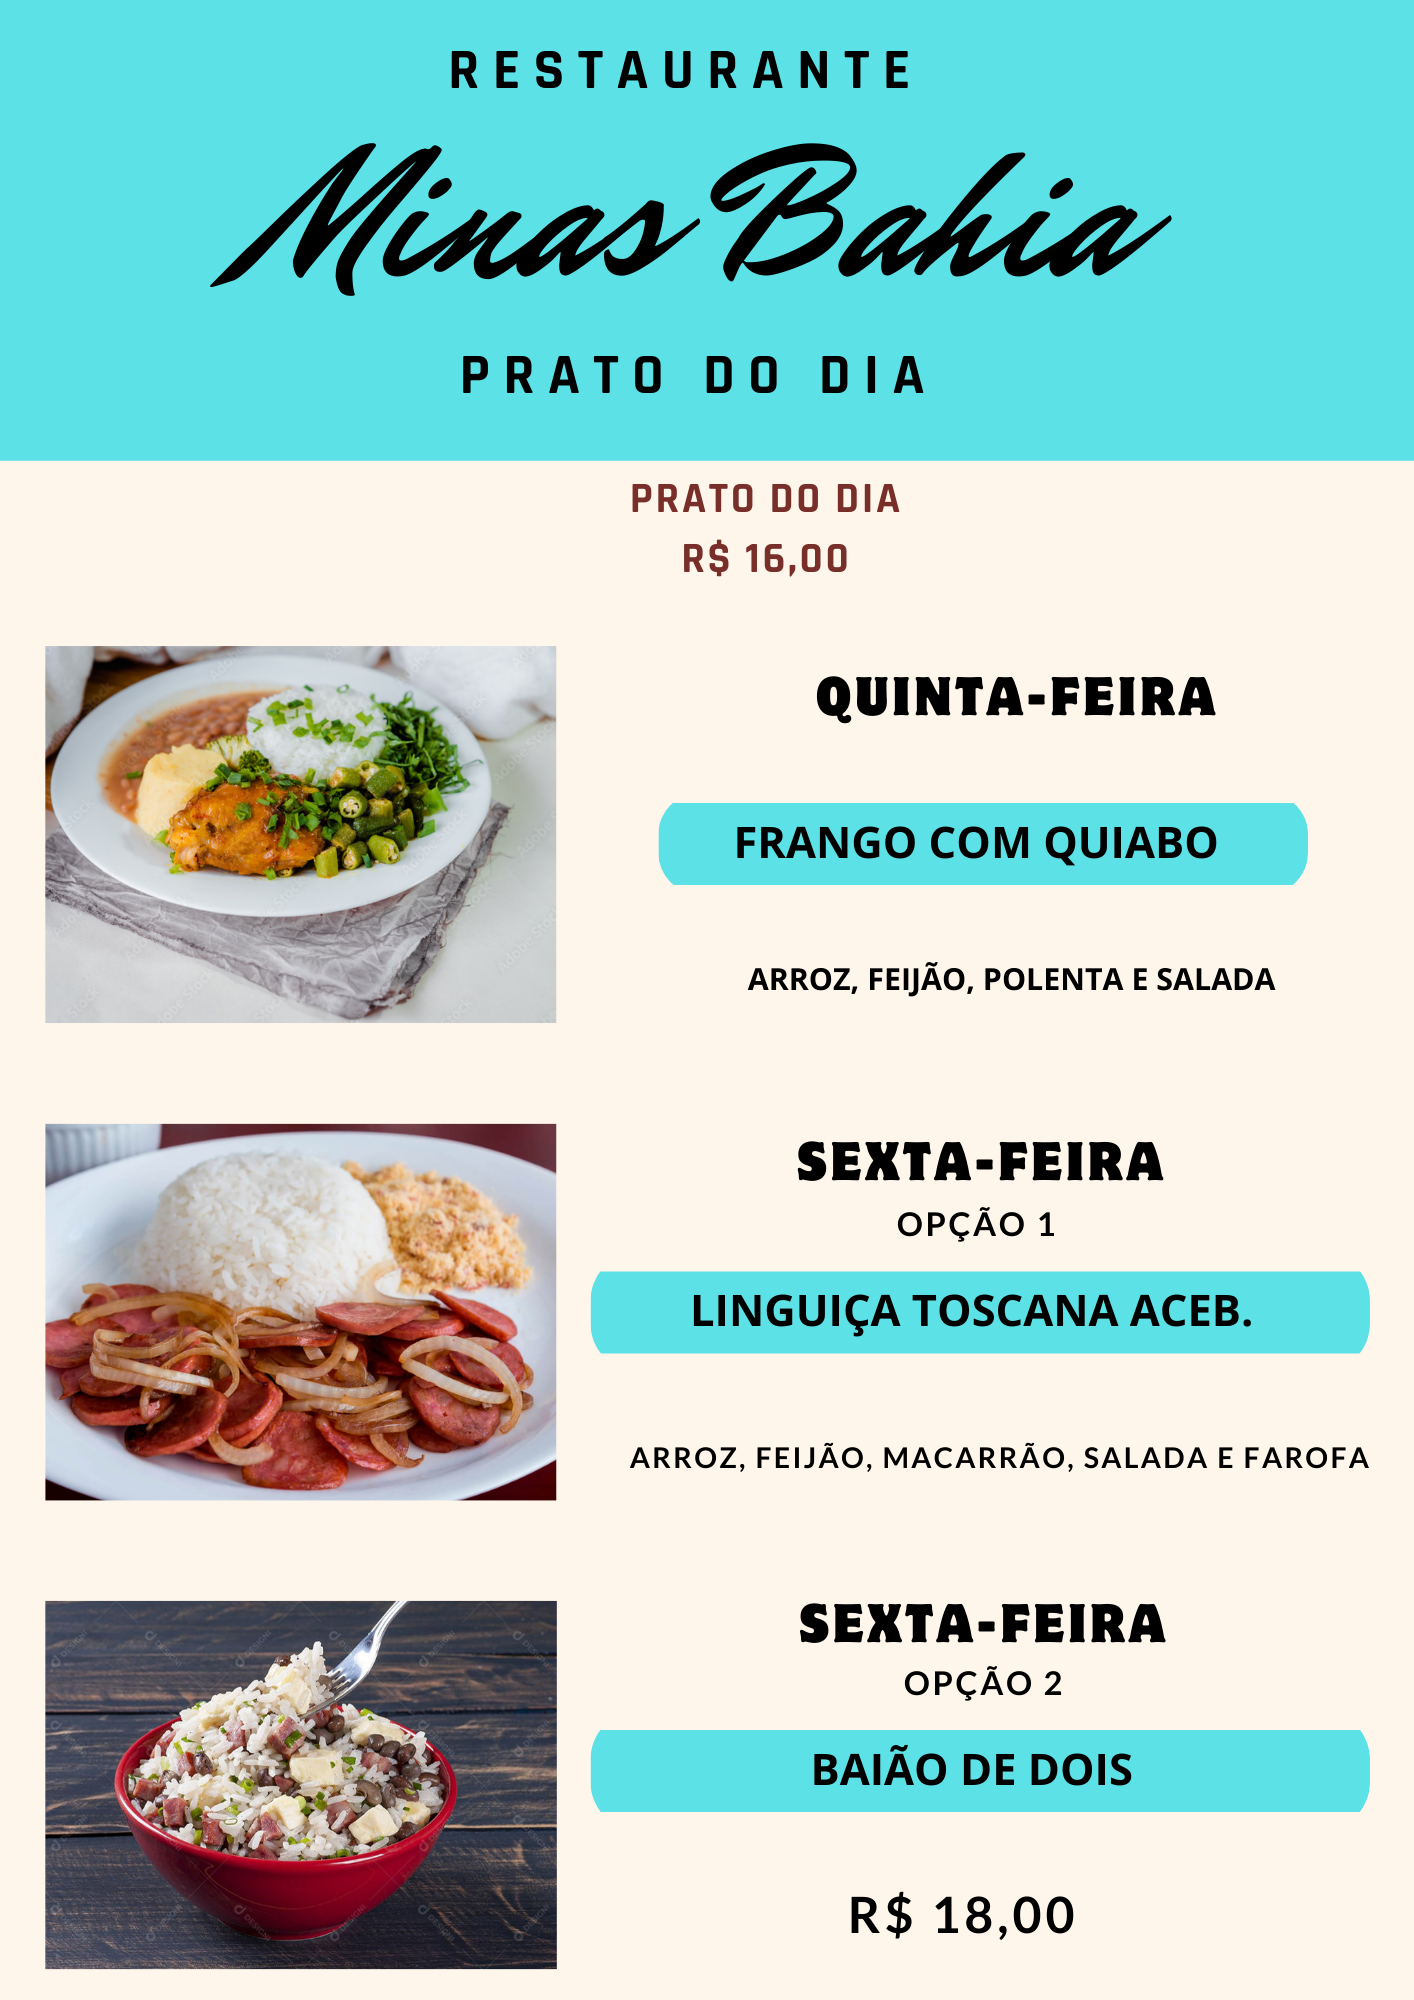 RESTAURANTE
Minas Bahia
PRATO DO DIA
PRATO DO DIA
R$ 16,00
QUINTA-FEIRA
FRANGO COM QUIABO
ARROZ, FEIJÃO, POLENTA E SALADA
SEXTA-FEIRA
OPÇÃO 1
LINGUIÇA TOSCANA ACEB.
ARROZ, FEIJÃO, MACARRÃO, SALADA E FAROFA
SEXTA-FEIRA
OPÇÃO 2
BAIÃO DE DOIS
R$ 18,00